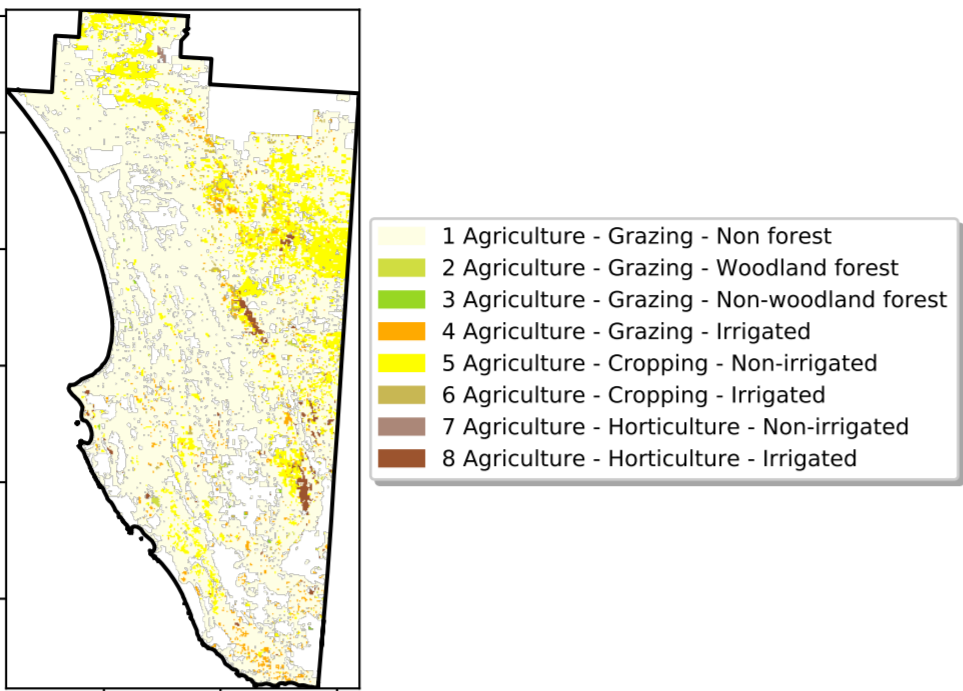 1 Agriculture - Grazing - Non forest
2 Agriculture - Grazing - Woodland forest
3 Agriculture - Grazing - Non-woodland forest
4 Agriculture - Grazing - Irrigated
5 Agriculture - Cropping - Non-irrigated
6 Agriculture - Cropping - Irrigated
7 Agriculture - Horticulture - Non-irrigated
8 Agriculture - Horticulture - Irrigated